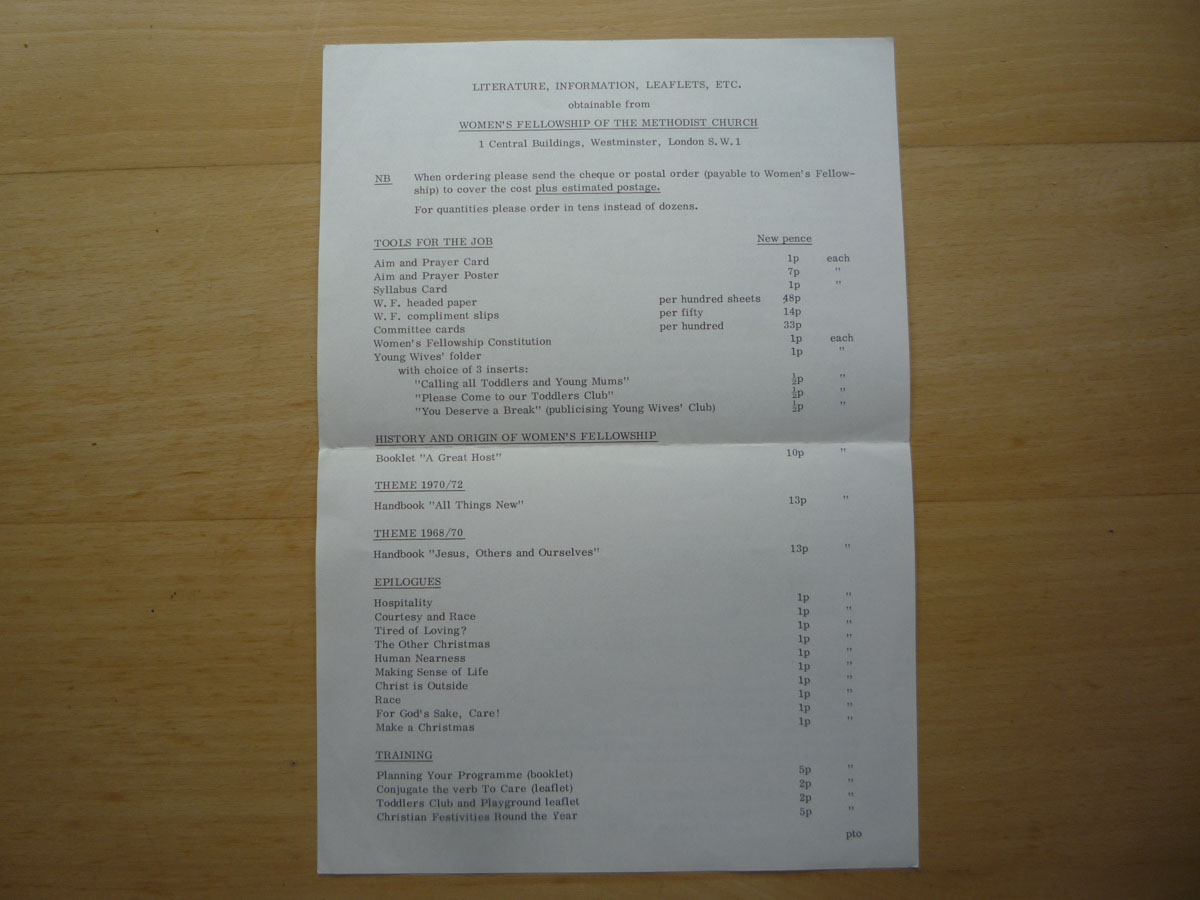 LITERATURE, INFORMATION, LEAFLETS, ETC.
obtainable from
WOMEN'S FELLOWSHIP OF THE METHODIST CHURCH
1 Central Buildings, Westminster, London S.W.1
NB When ordering please send the cheque or postal order (payable to Women's Fellow-
ship) to cover the cost plus estimated postage.
For quantities please order in tens instead of dozens.
TOOLS FOR THE JOB New pence
Aim and Prayer Card 1p each
Aim and Prayer Poster 7p "
Syllabus Card 1p "
W.F. headed paper per hundred sheets 48p
W.F. compliment slips per fifty 14p
Committee cards per hundred 33p
Women's Fellowship Constitution 1p each
Young Wives' folder 1p "
with choice of 3 inserts:
"Calling all Toddlers and Young Mums" ½p "
"Please Come to our Toddlers Club" ½p "
"You Deserve a Break" (publicising Young Wives' Club) ½p "
HISTORY AND ORIGIN OF WOMEN'S FELLOWSHIP
Booklet "A Great Host" 10p "
THEME 1970/72
Handbook "All Things New" 13p "
THEME 1968/70
Handbook "Jesus, Others and Ourselves" 13p "
EPILOGUES
Hospitality 1p "
Courtesy and Race 1p "
Tired of Loving? 1p "
The Other Christmas 1p "
Human Nearness 1p "
Making Sense of Life 1p "
Christ is Outside 1p "
Race 1p "
For God's Sake, Care! 1p "
Make a Christmas 1p "
TRAINING
Planning Your Programme (booklet) 5p "
Conjugate the verb To Care (leaflet) 2p "
Toddlers Club and Playground leaflet 2p "
Christian Festivities Round the Year 5p "
pto